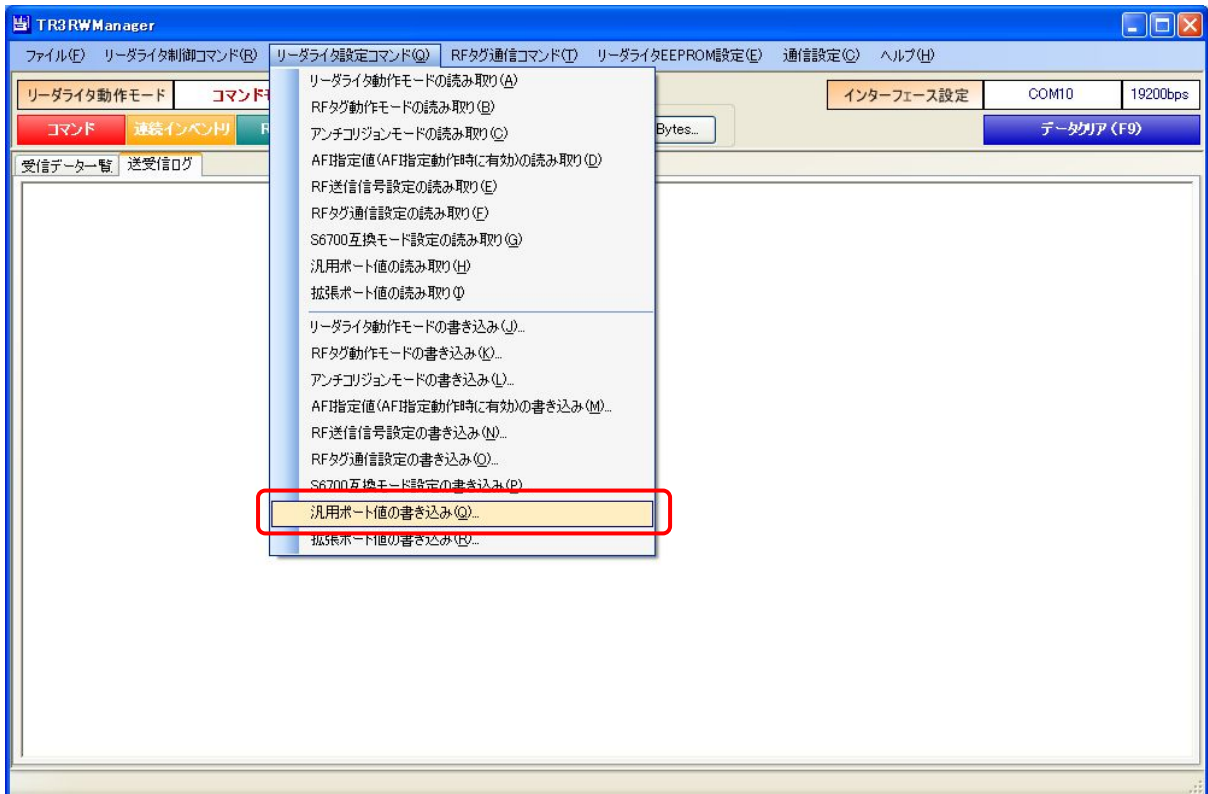 TR3RWManager
ファイル(F) リーダライタ制御コマンド(R) リーダライタ設定コマンド(Q) RFタグ通信コマンド(T) リーダライタEEPROM設定(E) 通信設定(C) ヘルプ(H)
リーダライタ動作モード コマンドモ インターフェース設定 COM10 19200bps
コマンド 連続インベントリ R Bytes... データクリア (F9)
受信データ一覧 送受信ログ
リーダライタ動作モードの読み取り(A)
RFタグ動作モードの読み取り(B)
アンチコリジョンモードの読み取り(C)
AFI指定値(AFI指定動作時に有効)の読み取り(D)
RF送信信号設定の読み取り(E)
RFタグ通信設定の読み取り(F)
S6700互換モード設定の読み取り(G)
汎用ポート値の読み取り(H)
拡張ポート値の読み取り(I)
リーダライタ動作モードの書き込み(J)...
RFタグ動作モードの書き込み(K)...
アンチコリジョンモードの書き込み(L)...
AFI指定値(AFI指定動作時に有効)の書き込み(M)...
RF送信信号設定の書き込み(N)...
RFタグ通信設定の書き込み(O)...
S6700互換モード設定の書き込み(P)
汎用ポート値の書き込み(Q)...
拡張ポート値の書き込み(R)...